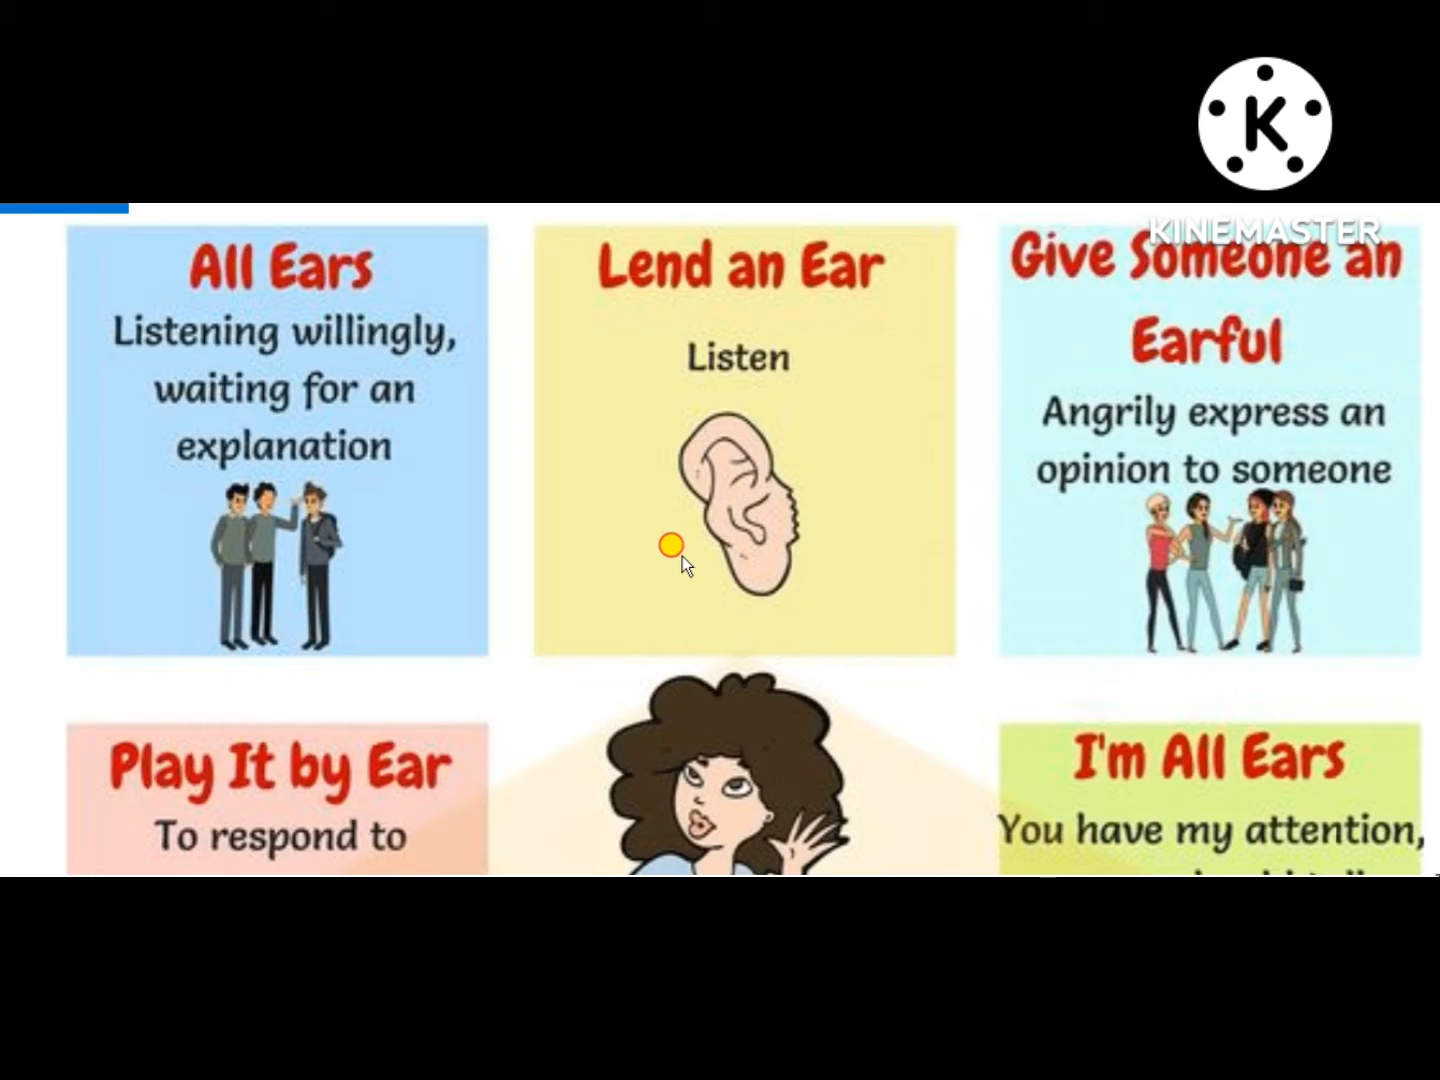 K
KINEMASTER
All Ears
Listening willingly,
waiting for an
explanation
Lend an Ear
Listen
Give Someone an
Earful
Angrily express an
opinion to someone
Play It by Ear
To respond to
I'm All Ears
You have my attention,